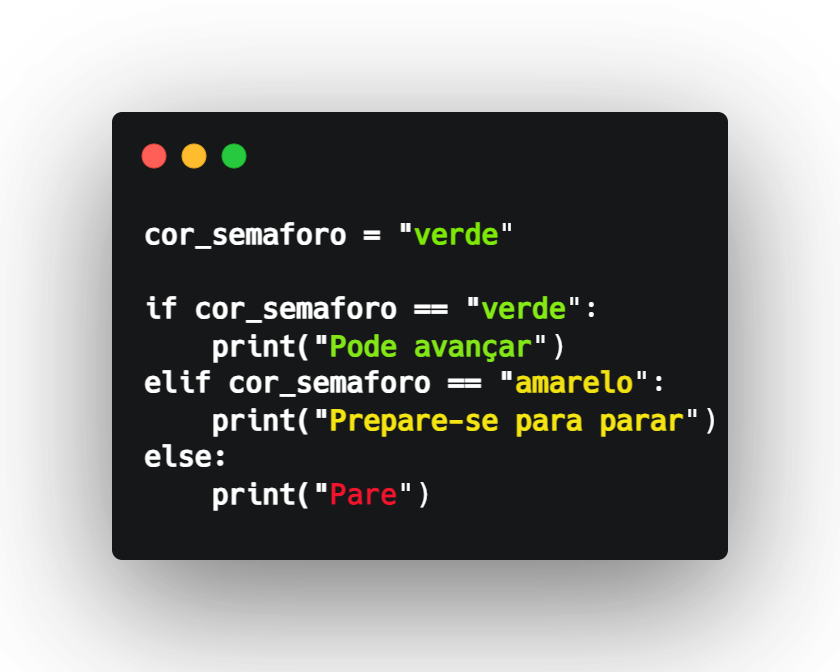 cor_semaforo = "verde"
if cor_semaforo == "verde":
    print("Pode avançar")
elif cor_semaforo == "amarelo":
    print("Prepare-se para parar")
else:
    print("Pare")